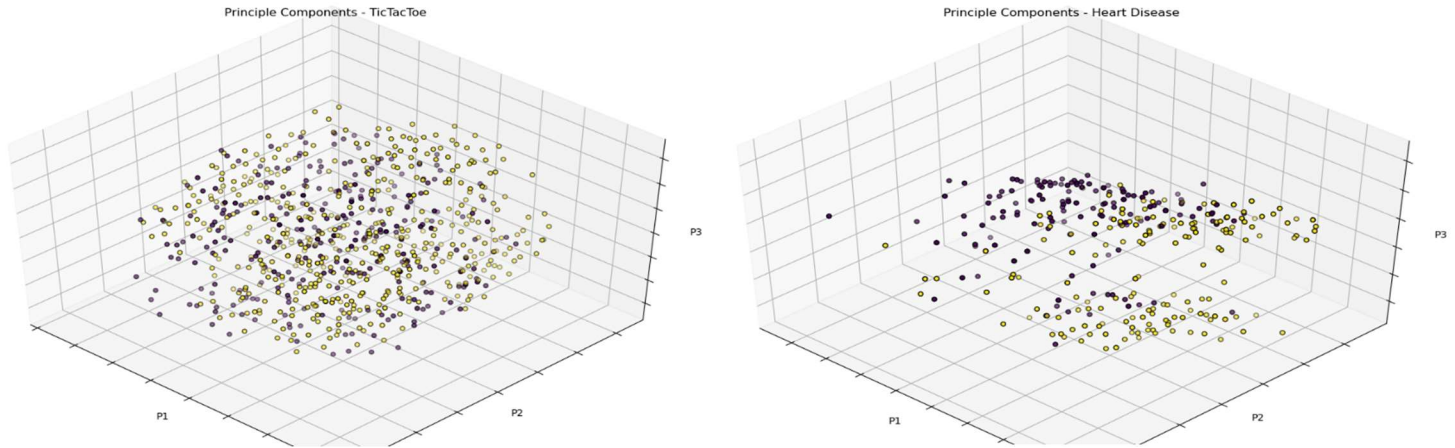 Principle Components - TicTacToe
P3
P1
P2
Principle Components - Heart Disease
P3
P1
P2